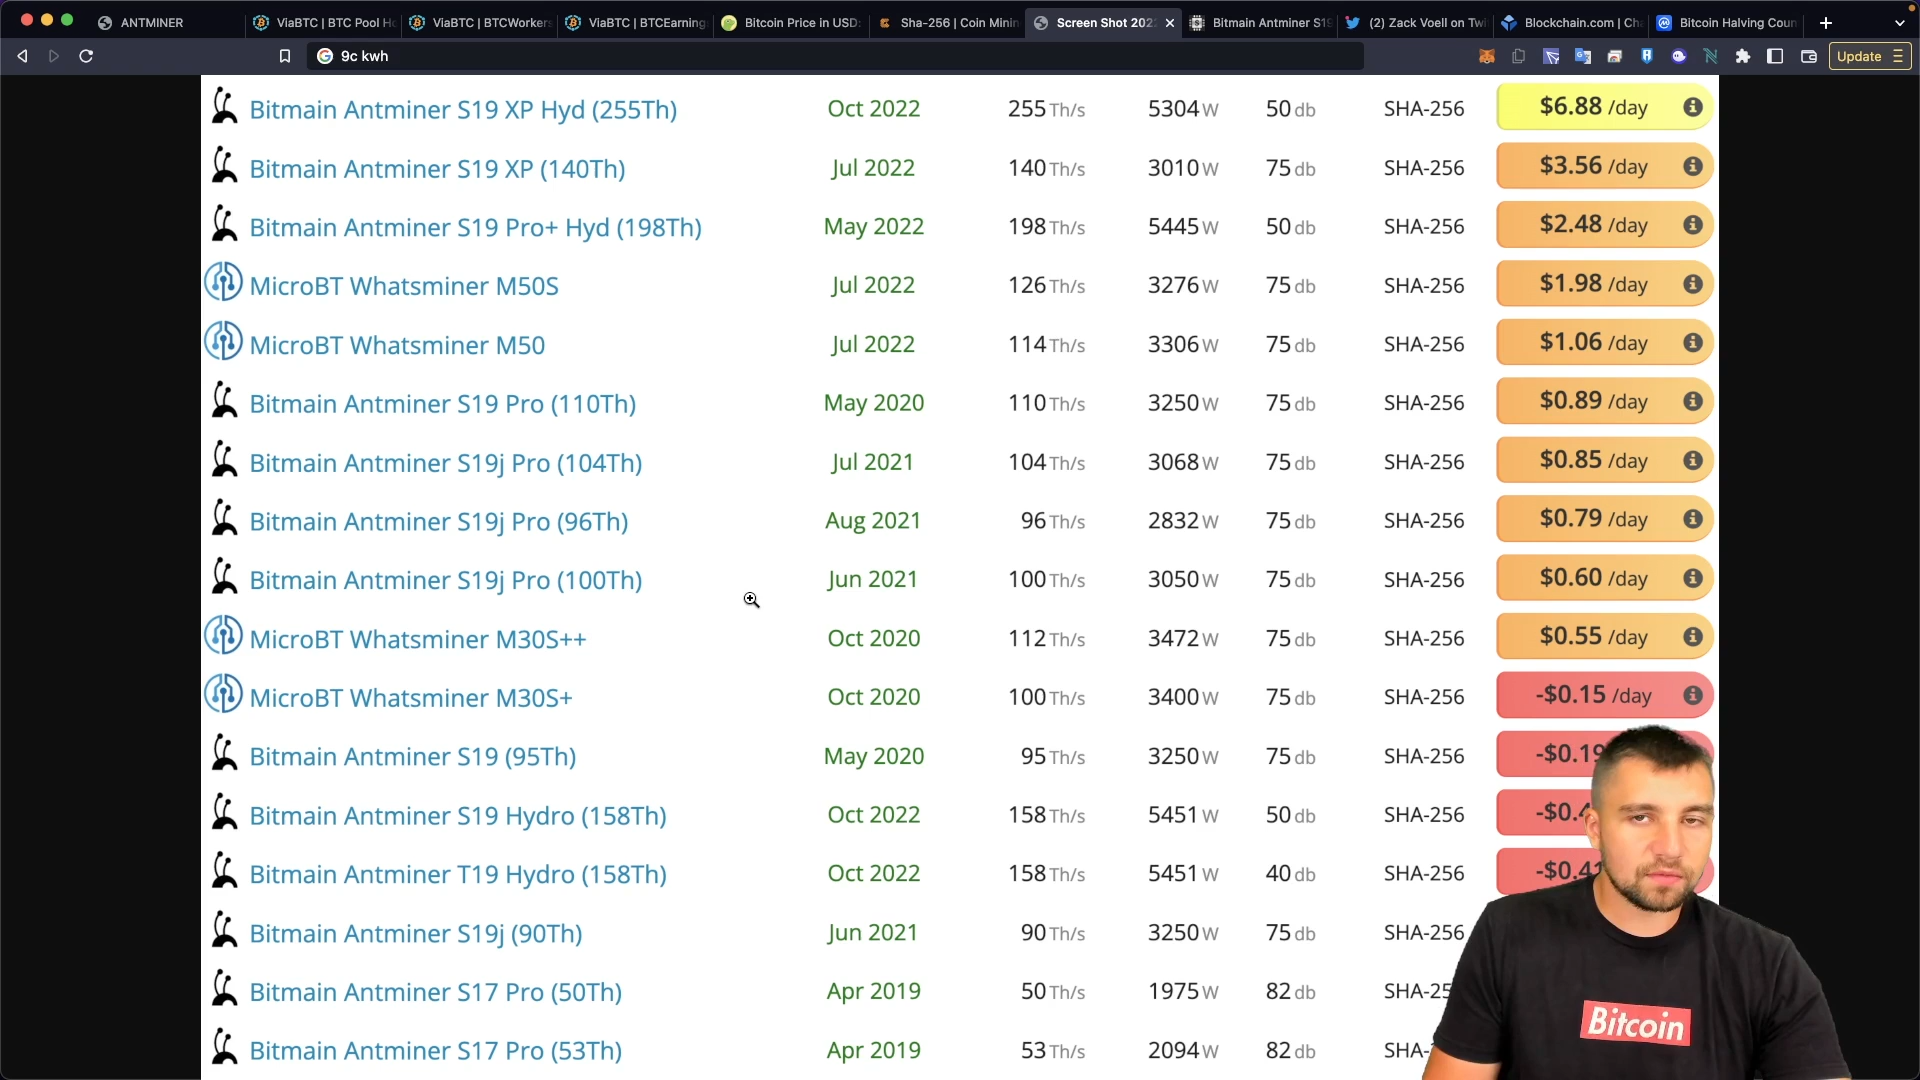 ANTMINER
ViaBTC | BTC Pool H
ViaBTC | BTCWorker
ViaBTC | BTCEarning
Bitcoin Price in USD
Sha-256 | Coin Minin
Screen Shot 202
Bitmain Antminer S19
(2) Zack Voell on Twi
Blockchain.com | Ch
Bitcoin Halving Coun
9c kwh
Update
Bitmain Antminer S19 XP Hyd (255Th) Oct 2022 255 Th/s 5304 W 50 db SHA-256 $6.88 /day
Bitmain Antminer S19 XP (140Th) Jul 2022 140 Th/s 3010 W 75 db SHA-256 $3.56 /day
Bitmain Antminer S19 Pro+ Hyd (198Th) May 2022 198 Th/s 5445 W 50 db SHA-256 $2.48 /day
MicroBT Whatsminer M50S Jul 2022 126 Th/s 3276 W 75 db SHA-256 $1.98 /day
MicroBT Whatsminer M50 Jul 2022 114 Th/s 3306 W 75 db SHA-256 $1.06 /day
Bitmain Antminer S19 Pro (110Th) May 2020 110 Th/s 3250 W 75 db SHA-256 $0.89 /day
Bitmain Antminer S19j Pro (104Th) Jul 2021 104 Th/s 3068 W 75 db SHA-256 $0.85 /day
Bitmain Antminer S19j Pro (96Th) Aug 2021 96 Th/s 2832 W 75 db SHA-256 $0.79 /day
Bitmain Antminer S19j Pro (100Th) Jun 2021 100 Th/s 3050 W 75 db SHA-256 $0.60 /day
MicroBT Whatsminer M30S++ Oct 2020 112 Th/s 3472 W 75 db SHA-256 $0.55 /day
MicroBT Whatsminer M30S+ Oct 2020 100 Th/s 3400 W 75 db SHA-256 -$0.15 /day
Bitmain Antminer S19 (95Th) May 2020 95 Th/s 3250 W 75 db SHA-256 -$0.19
Bitmain Antminer S19 Hydro (158Th) Oct 2022 158 Th/s 5451 W 50 db SHA-256 -$0.4
Bitmain Antminer T19 Hydro (158Th) Oct 2022 158 Th/s 5451 W 40 db SHA-256 -$0.41
Bitmain Antminer S19j (90Th) Jun 2021 90 Th/s 3250 W 75 db SHA-256
Bitmain Antminer S17 Pro (50Th) Apr 2019 50 Th/s 1975 W 82 db SHA-25
Bitmain Antminer S17 Pro (53Th) Apr 2019 53 Th/s 2094 W 82 db SHA-
Bitcoin